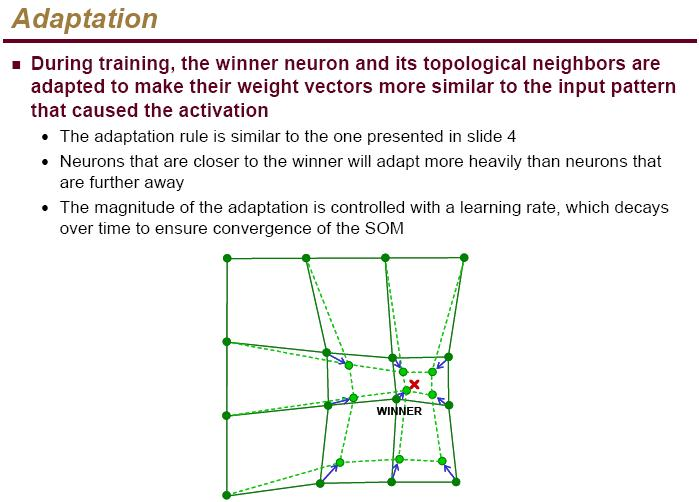 Adaptation
During training, the winner neuron and its topological neighbors are
adapted to make their weight vectors more similar to the input pattern
that caused the activation
The adaptation rule is similar to the one presented in slide 4
Neurons that are closer to the winner will adapt more heavily than neurons that
are further away
The magnitude of the adaptation is controlled with a learning rate, which decays
over time to ensure convergence of the SOM
WINNER